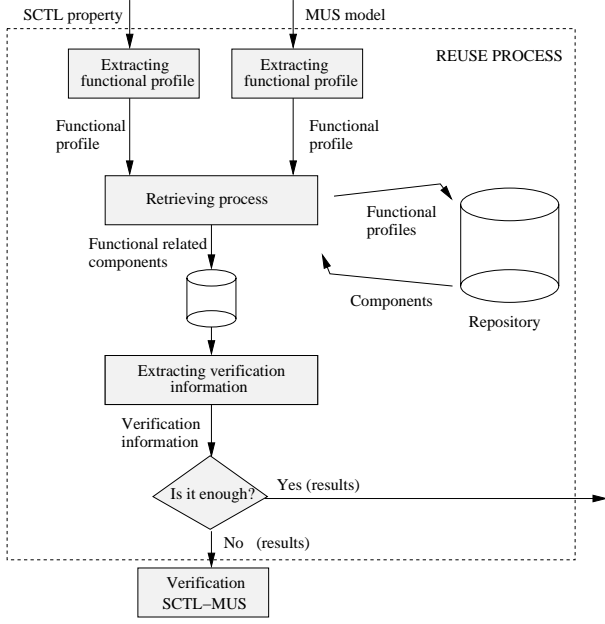 SCTL property
MUS model
REUSE PROCESS
Extracting
functional profile
Extracting
functional profile
Functional
profile
Functional
profile
Retrieving process
Functional
profiles
Functional related
components
Components
Repository
Extracting verification
information
Verification
information
Is it enough?
Yes (results)
No (results)
Verification
SCTL−MUS